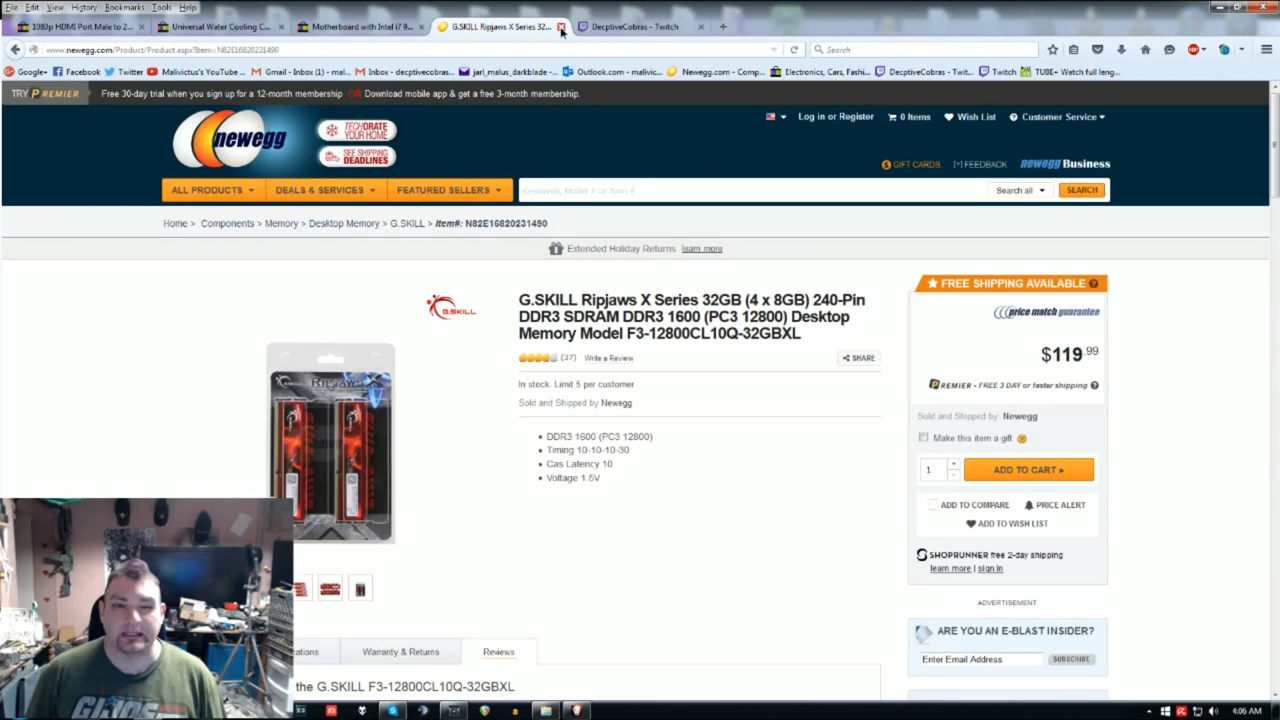 File Edit View History Bookmarks Tools Help
1080p HDMI Port Male to 2... Universal Water Cooling C... Motherboard with Intel i7 9... G.SKILL Ripjaws X Series 32... DecptiveCobras - Twitch
www.newegg.com/Product/Product.aspx?Item=N82E16820231490 Search
Google+ Facebook Twitter Malivictus's YouTube... Gmail - Inbox (1) - mal... Inbox - decptivecobras... jarl_malus_darkblade -... Outlook.com - malivic... Newegg.com - Comp... Electronics, Cars, Fashi... DecptiveCobras - Twit... Twitch TUBE+ Watch full leng...
TRY PREMIER Free 30-day trial when you sign up for a 12-month membership OR Download mobile app & get a free 3-month membership.
newegg
TECHORATE YOUR HOME
SEE SHIPPING DEADLINES
Log in or Register 0 Items Wish List Customer Service
GIFT CARDS [+] FEEDBACK newegg Business
ALL PRODUCTS DEALS & SERVICES FEATURED SELLERS Keywords, Model # or Item # Search all SEARCH
Home > Components > Memory > Desktop Memory > G.SKILL > Item#: N82E16820231490
Extended Holiday Returns learn more
G.SKILL
G.SKILL Ripjaws X Series 32GB (4 x 8GB) 240-Pin
DDR3 SDRAM DDR3 1600 (PC3 12800) Desktop
Memory Model F3-12800CL10Q-32GBXL
(37) Write a Review SHARE
In stock. Limit 5 per customer
Sold and Shipped by Newegg
DDR3 1600 (PC3 12800)
Timing 10-10-10-30
Cas Latency 10
Voltage 1.5V
RIPJAWS X
FREE SHIPPING AVAILABLE
price match guarantee
$119.99
PREMIER - FREE 3 DAY or faster shipping
Sold and Shipped by: Newegg
Make this item a gift
1 ADD TO CART
ADD TO COMPARE PRICE ALERT
ADD TO WISH LIST
SHOPRUNNER free 2-day shipping
learn more | sign in
ADVERTISEMENT
ARE YOU AN E-BLAST INSIDER?
Enter Email Address SUBSCRIBE
ations Warranty & Returns Reviews
the G.SKILL F3-12800CL10Q-32GBXL
4:06 AM